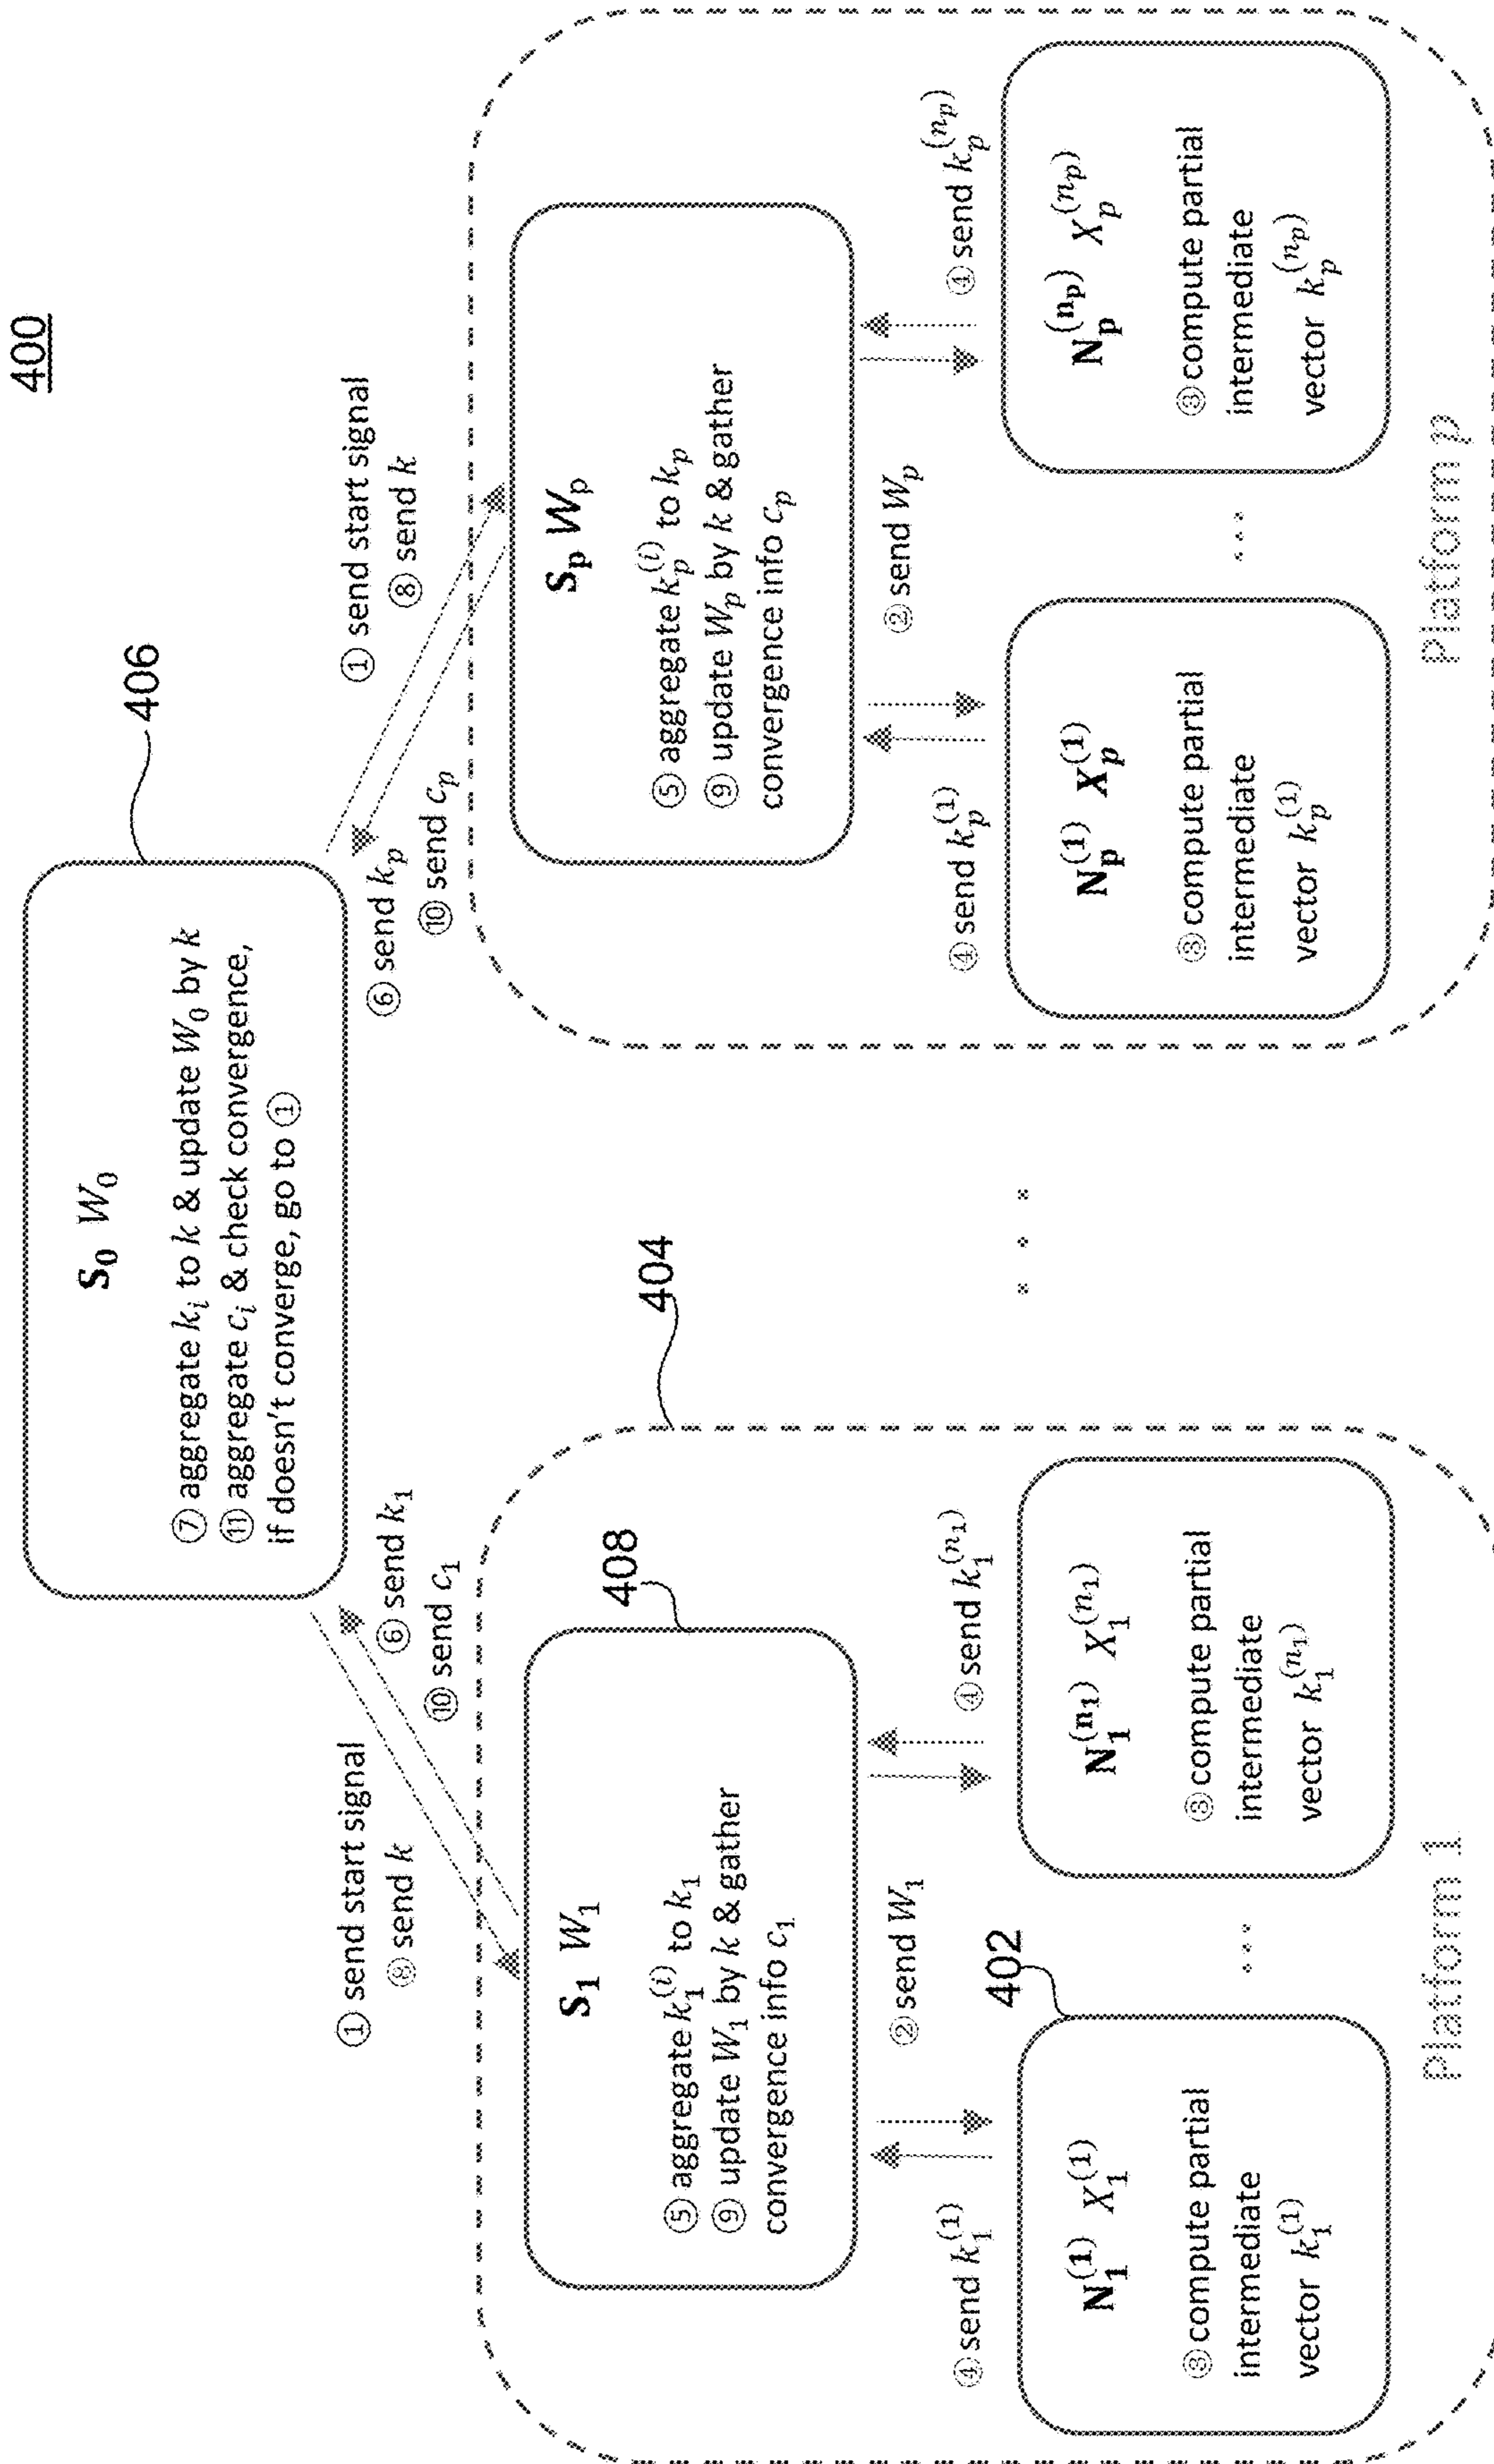 400
S₀ W₀
⑦ aggregate kᵢ to k & update W₀ by k
⑪ aggregate cᵢ & check convergence,
if doesn't converge, go to ①
406
① send start signal
⑧ send k
⑥ send k₁
⑩ send c₁
⑥ send kₚ
⑩ send cₚ
① send start signal
⑧ send k
404
408
S₁ W₁
⑤ aggregate k₁⁽ⁱ⁾ to k₁
⑨ update W₁ by k & gather
convergence info c₁
④ send k₁⁽¹⁾
② send W₁
④ send k₁⁽ⁿ₁⁾
402
N₁⁽¹⁾ X₁⁽¹⁾
③ compute partial
intermediate
vector k₁⁽¹⁾
...
N₁⁽ⁿ₁⁾ X₁⁽ⁿ₁⁾
③ compute partial
intermediate
vector k₁⁽ⁿ₁⁾
Platform 1
...
Sₚ Wₚ
⑤ aggregate kₚ⁽ⁱ⁾ to kₚ
⑨ update Wₚ by k & gather
convergence info cₚ
④ send kₚ⁽¹⁾
② send Wₚ
④ send kₚ⁽ⁿₚ⁾
Nₚ⁽¹⁾ Xₚ⁽¹⁾
③ compute partial
intermediate
vector kₚ⁽¹⁾
...
Nₚ⁽ⁿₚ⁾ Xₚ⁽ⁿₚ⁾
③ compute partial
intermediate
vector kₚ⁽ⁿₚ⁾
Platform p